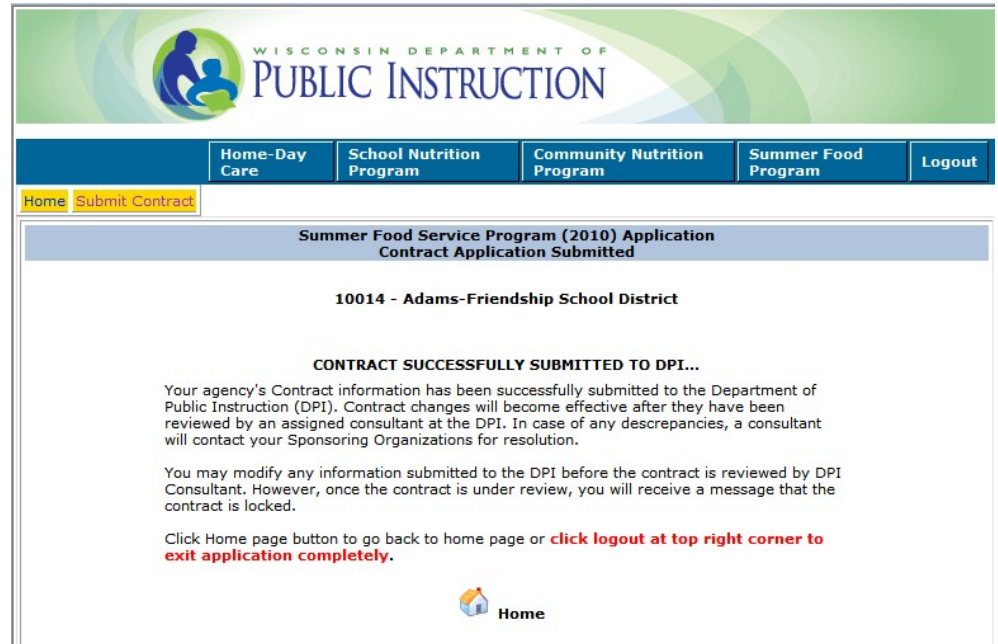 WISCONSIN DEPARTMENT OF
PUBLIC INSTRUCTION
Home-Day Care
School Nutrition Program
Community Nutrition Program
Summer Food Program
Logout
Home Submit Contract
Summer Food Service Program (2010) Application
Contract Application Submitted
10014 - Adams-Friendship School District
CONTRACT SUCCESSFULLY SUBMITTED TO DPI...
Your agency's Contract information has been successfully submitted to the Department of
Public Instruction (DPI). Contract changes will become effective after they have been
reviewed by an assigned consultant at the DPI. In case of any descrepancies, a consultant
will contact your Sponsoring Organizations for resolution.
You may modify any information submitted to the DPI before the contract is reviewed by DPI
Consultant. However, once the contract is under review, you will receive a message that the
contract is locked.
Click Home page button to go back to home page or click logout at top right corner to
exit application completely.
Home